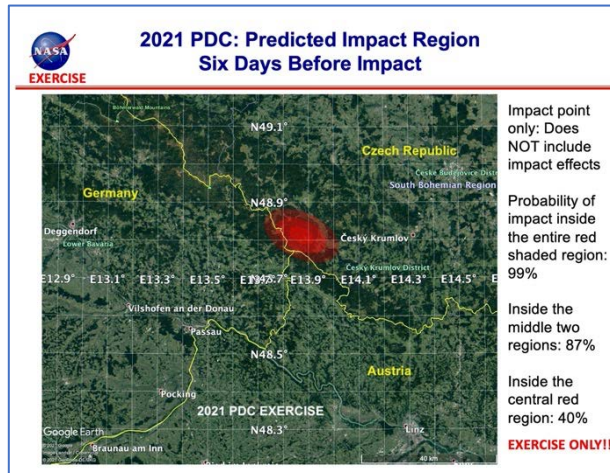 NASA
EXERCISE
2021 PDC: Predicted Impact Region
Six Days Before Impact
N49.1°
Czech Republic
Germany
South Bohemian Region
N48.9°
Deggendorf
Lower Bavaria
Český Krumlov
Český Krumlov District
E12.9° E13.1° E13.3° E13.5° E13.9° E14.1° E14.3° E14.5°
Vilshofen an der Donau
Passau
N48.5°
Austria
Pocking
2021 PDC EXERCISE
N48.3°
Linz
Google Earth
Braunau am Inn
40 km
Impact point
only: Does
NOT include
impact effects
Probability of
impact inside
the entire red
shaded region:
99%
Inside the
middle two
regions: 87%
Inside the
central red
region: 40%
EXERCISE ONLY!!